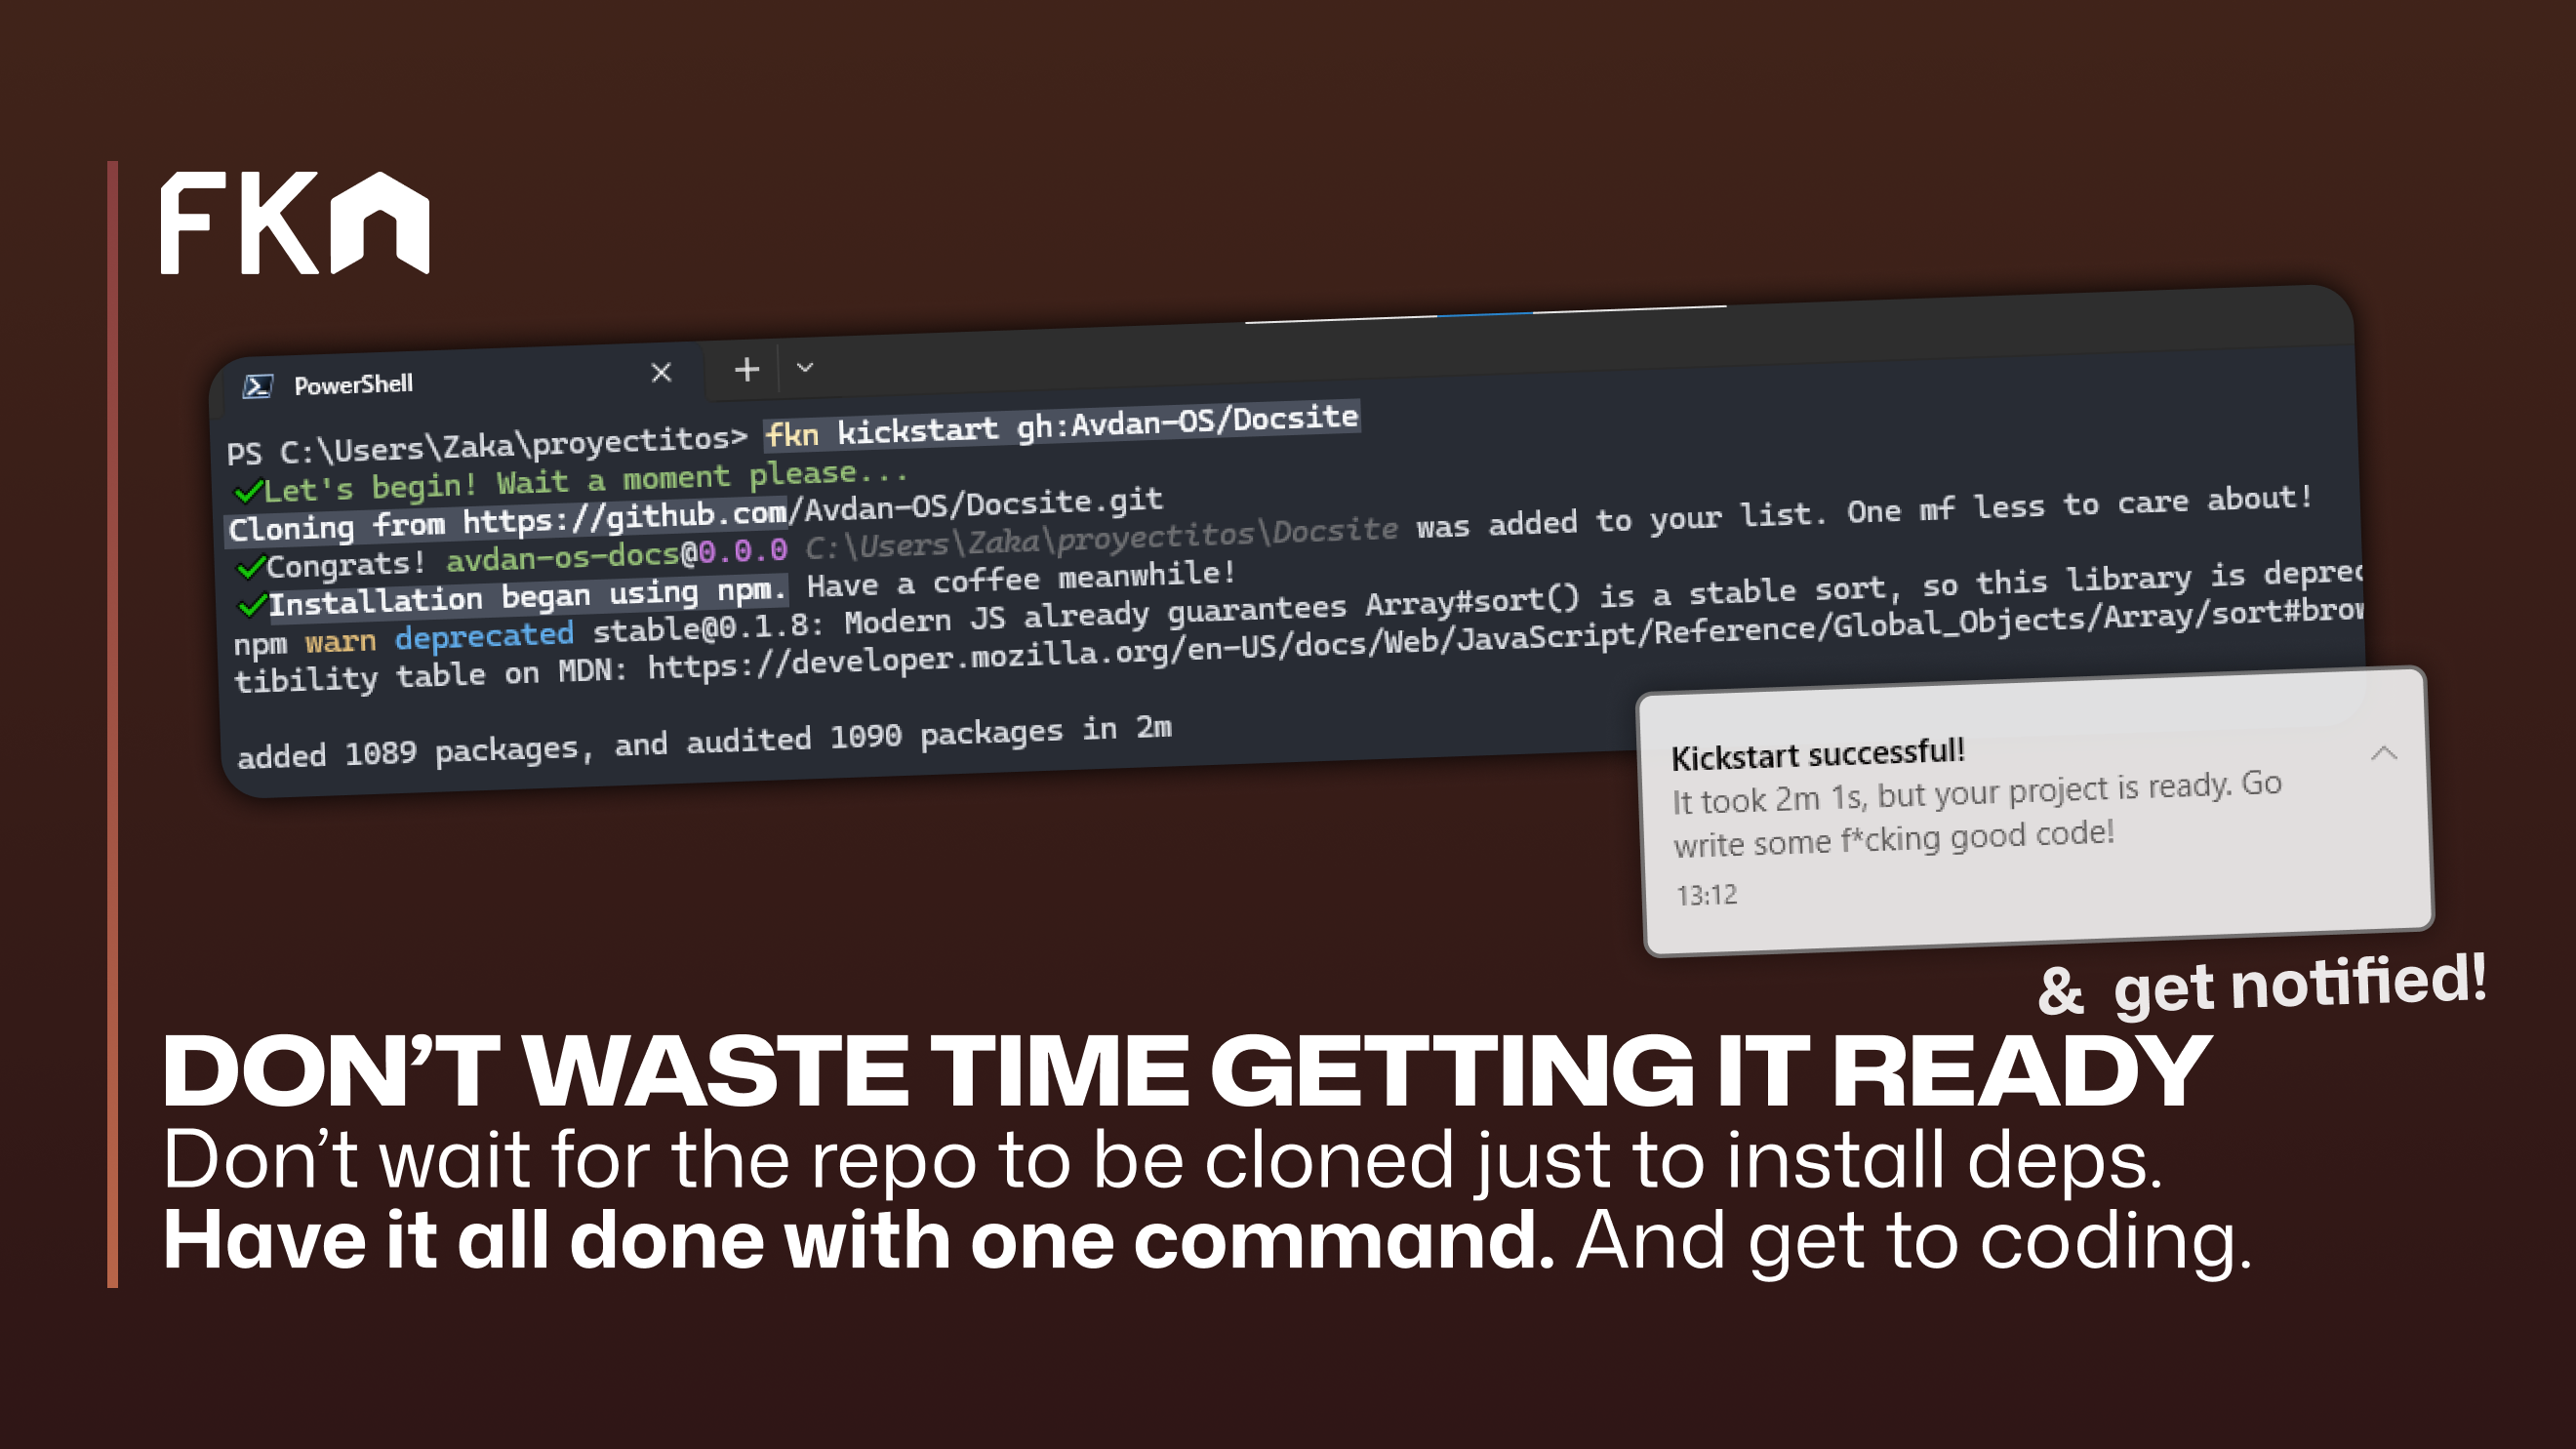 FKN
PowerShell
PS C:\Users\Zaka\proyectitos> fkn kickstart gh:Avdan-OS/Docsite
Let's begin! Wait a moment please...
Cloning from https://github.com/Avdan-OS/Docsite.git
Congrats! avdan-os-docs@0.0.0 C:\Users\Zaka\proyectitos\Docsite was added to your list. One mf less to care about!
Installation began using npm. Have a coffee meanwhile!
npm warn deprecated stable@0.1.8: Modern JS already guarantees Array#sort() is a stable sort, so this library is deprec
tibility table on MDN: https://developer.mozilla.org/en-US/docs/Web/JavaScript/Reference/Global_Objects/Array/sort#brow
added 1089 packages, and audited 1090 packages in 2m
Kickstart successful!
It took 2m 1s, but your project is ready. Go
write some f*cking good code!
13:12
& get notified!
DON’T WASTE TIME GETTING IT READY
Don’t wait for the repo to be cloned just to install deps.
Have it all done with one command. And get to coding.